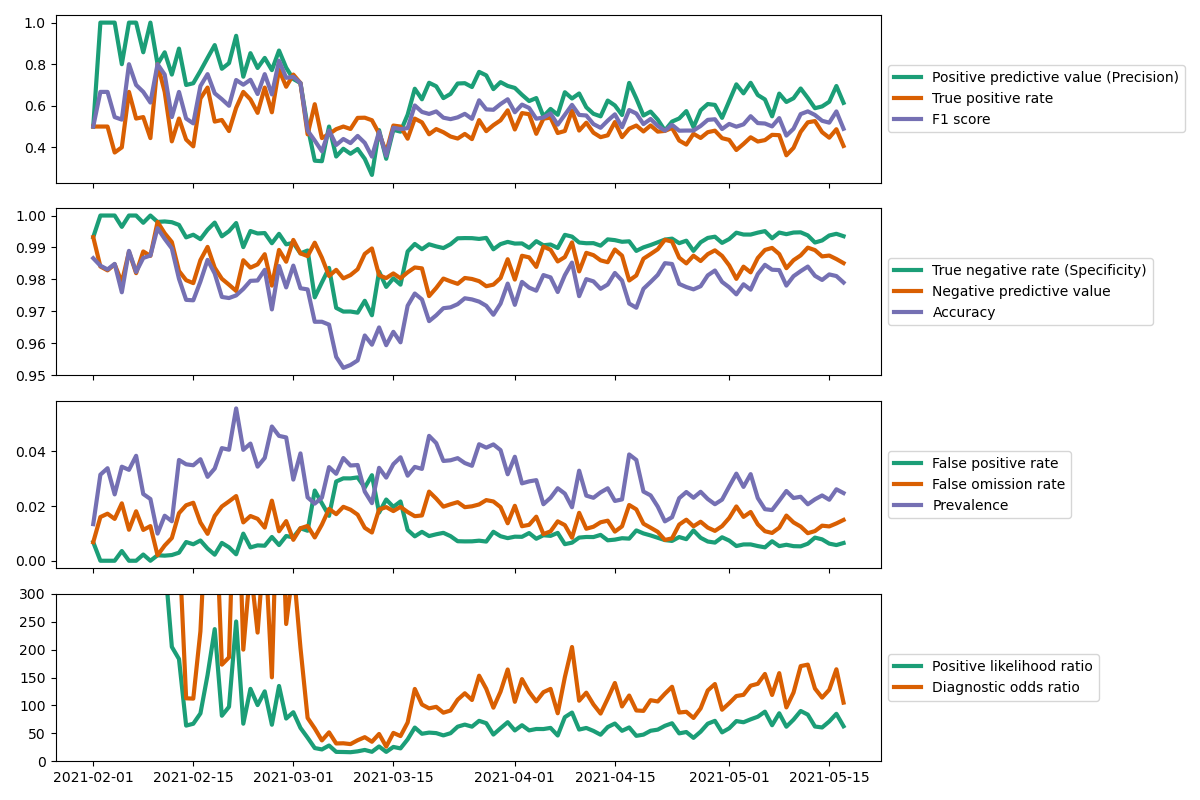 1.0
0.8
0.6
0.4
Positive predictive value (Precision)
True positive rate
F1 score
1.00
0.99
0.98
0.97
0.96
0.95
True negative rate (Specificity)
Negative predictive value
Accuracy
0.04
0.02
0.00
False positive rate
False omission rate
Prevalence
300
250
200
150
100
50
0
Positive likelihood ratio
Diagnostic odds ratio
2021-02-01 2021-02-15 2021-03-01 2021-03-15 2021-04-01 2021-04-15 2021-05-01 2021-05-15